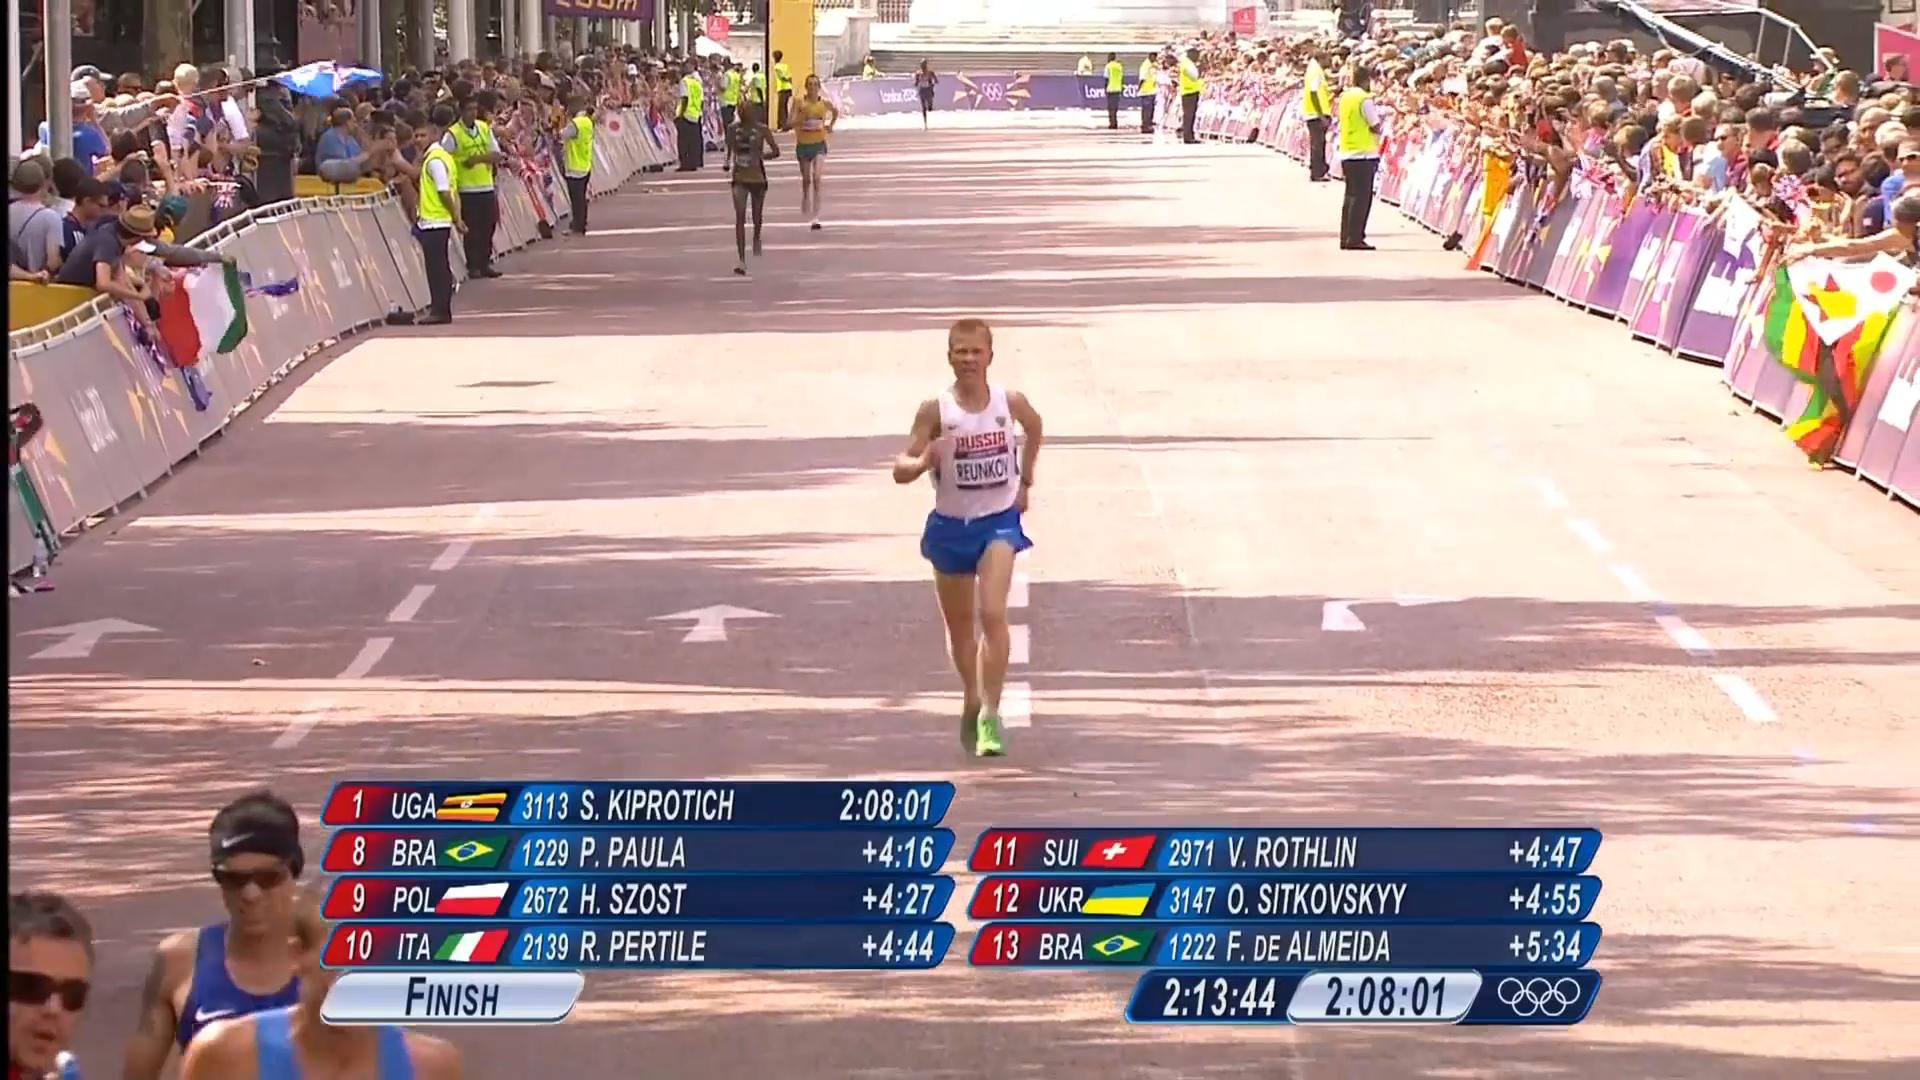 London 2012
RUSSIA
REUNKOV
1 UGA 3113 S. KIPROTICH 2:08:01
8 BRA 1229 P. PAULA +4:16
9 POL 2672 H. SZOST +4:27
10 ITA 2139 R. PERTILE +4:44
11 SUI 2971 V. ROTHLIN +4:47
12 UKR 3147 O. SITKOVSKYY +4:55
13 BRA 1222 F. DE ALMEIDA +5:34
FINISH
2:13:44 2:08:01